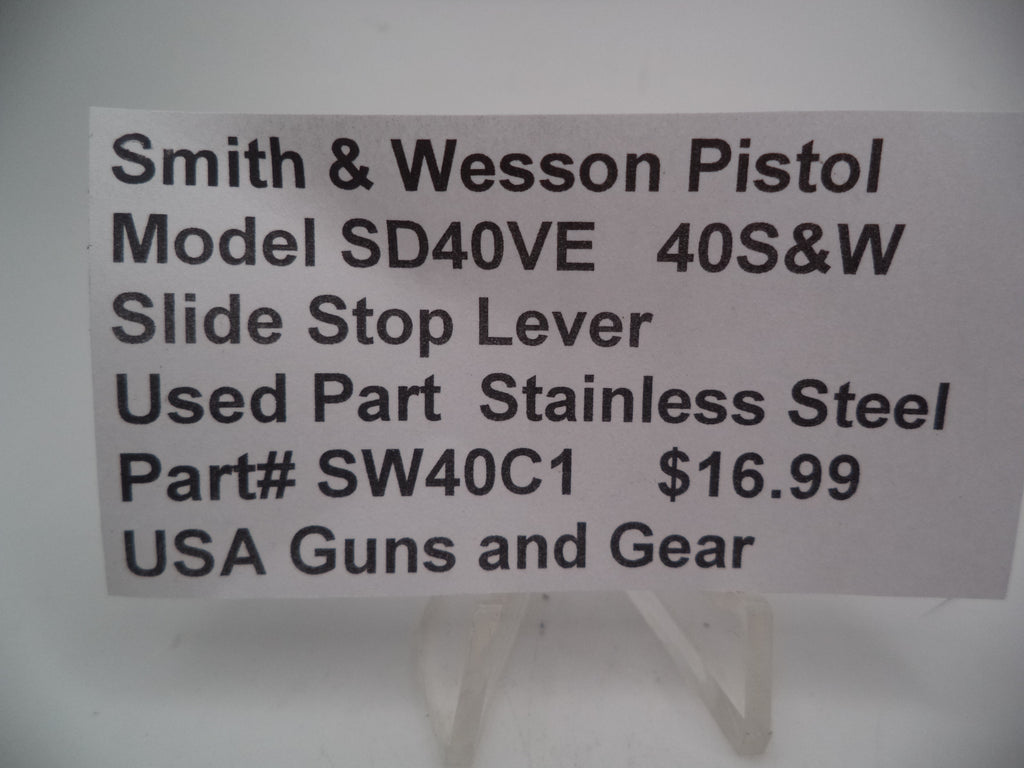 Smith & Wesson Pistol
Model SD40VE 40S&W
Slide Stop Lever
Used Part Stainless Steel
Part# SW40C1 $16.99
USA Guns and Gear